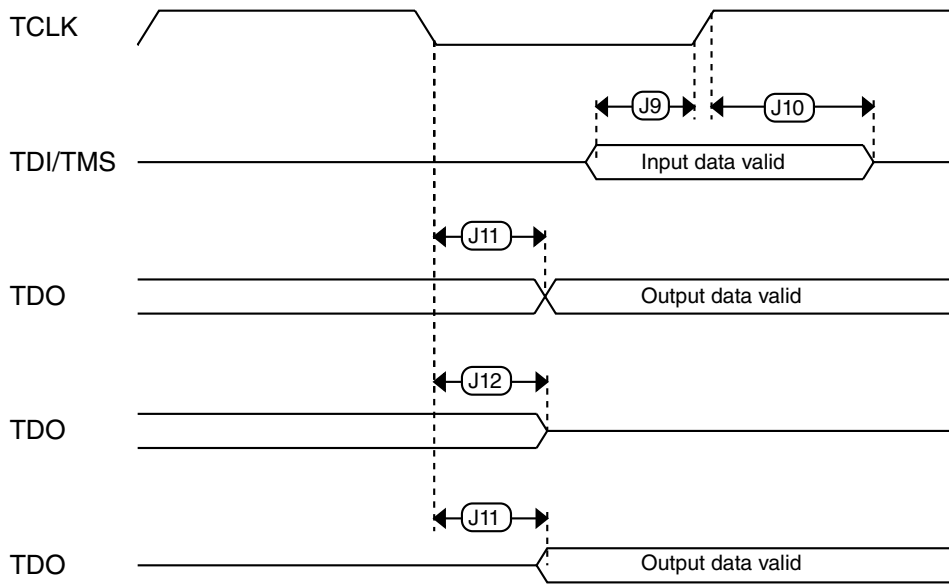 TCLK
J9
J10
TDI/TMS
Input data valid
J11
TDO
Output data valid
J12
TDO
J11
TDO
Output data valid